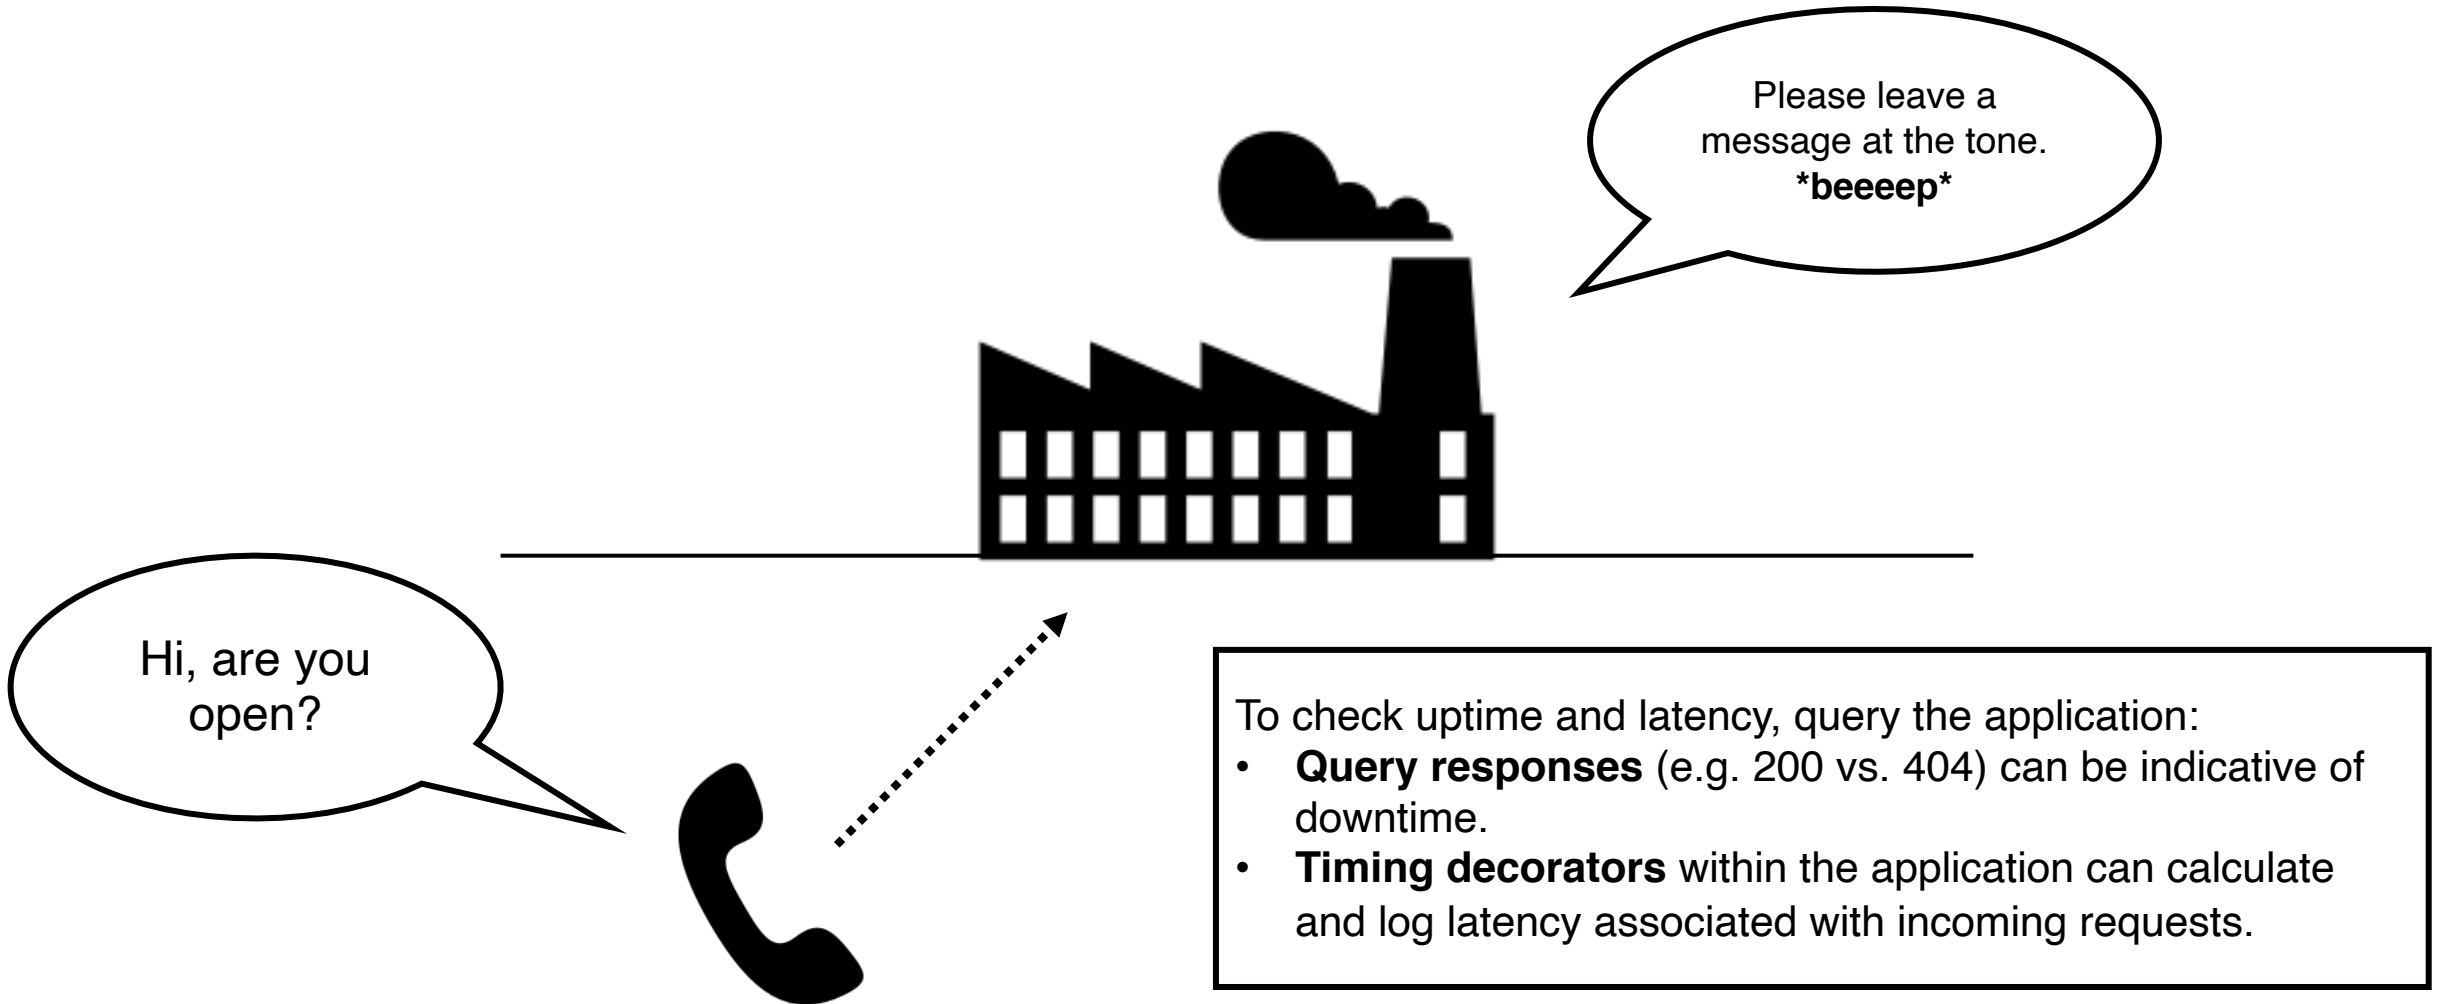 Please leave a
message at the tone.
*beeeep*
Hi, are you
open?
To check uptime and latency, query the application:
• Query responses (e.g. 200 vs. 404) can be indicative of
downtime.
• Timing decorators within the application can calculate
and log latency associated with incoming requests.